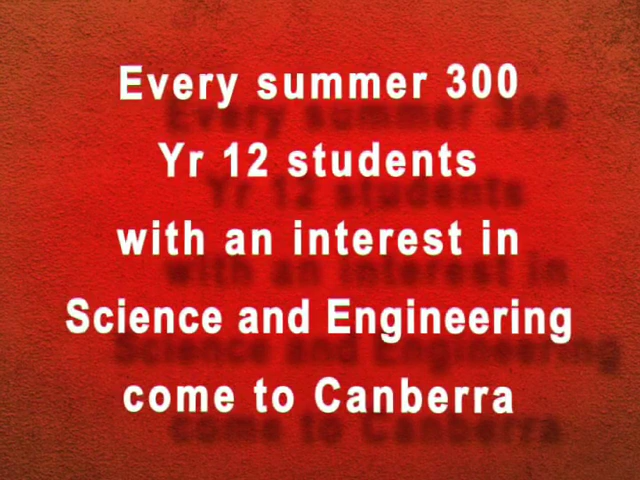 Every summer 300
Yr 12 students
with an interest in
Science and Engineering
come to Canberra